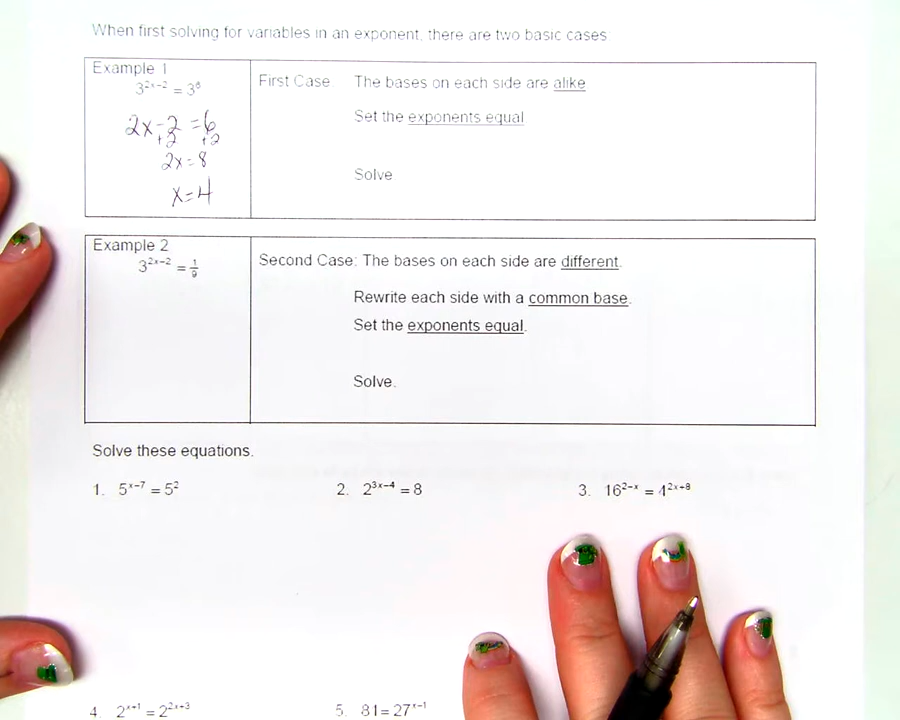 When first solving for variables in an exponent, there are two basic cases
Example 1
3^{2x-2} = 3^6
2x-2 = 6
+2 +2
2x = 8
x = 4
First Case: The bases on each side are alike
Set the exponents equal
Solve
Example 2
3^{2x-2} = 1/9
Second Case: The bases on each side are different.
Rewrite each side with a common base.
Set the exponents equal.
Solve.
Solve these equations.
1. 5^{x-7} = 5^2
2. 2^{3x-4} = 8
3. 16^{2-x} = 4^{2x+8}
4. 2^{x+1} = 2^{2x+3}
5. 81 = 27^{x-1}